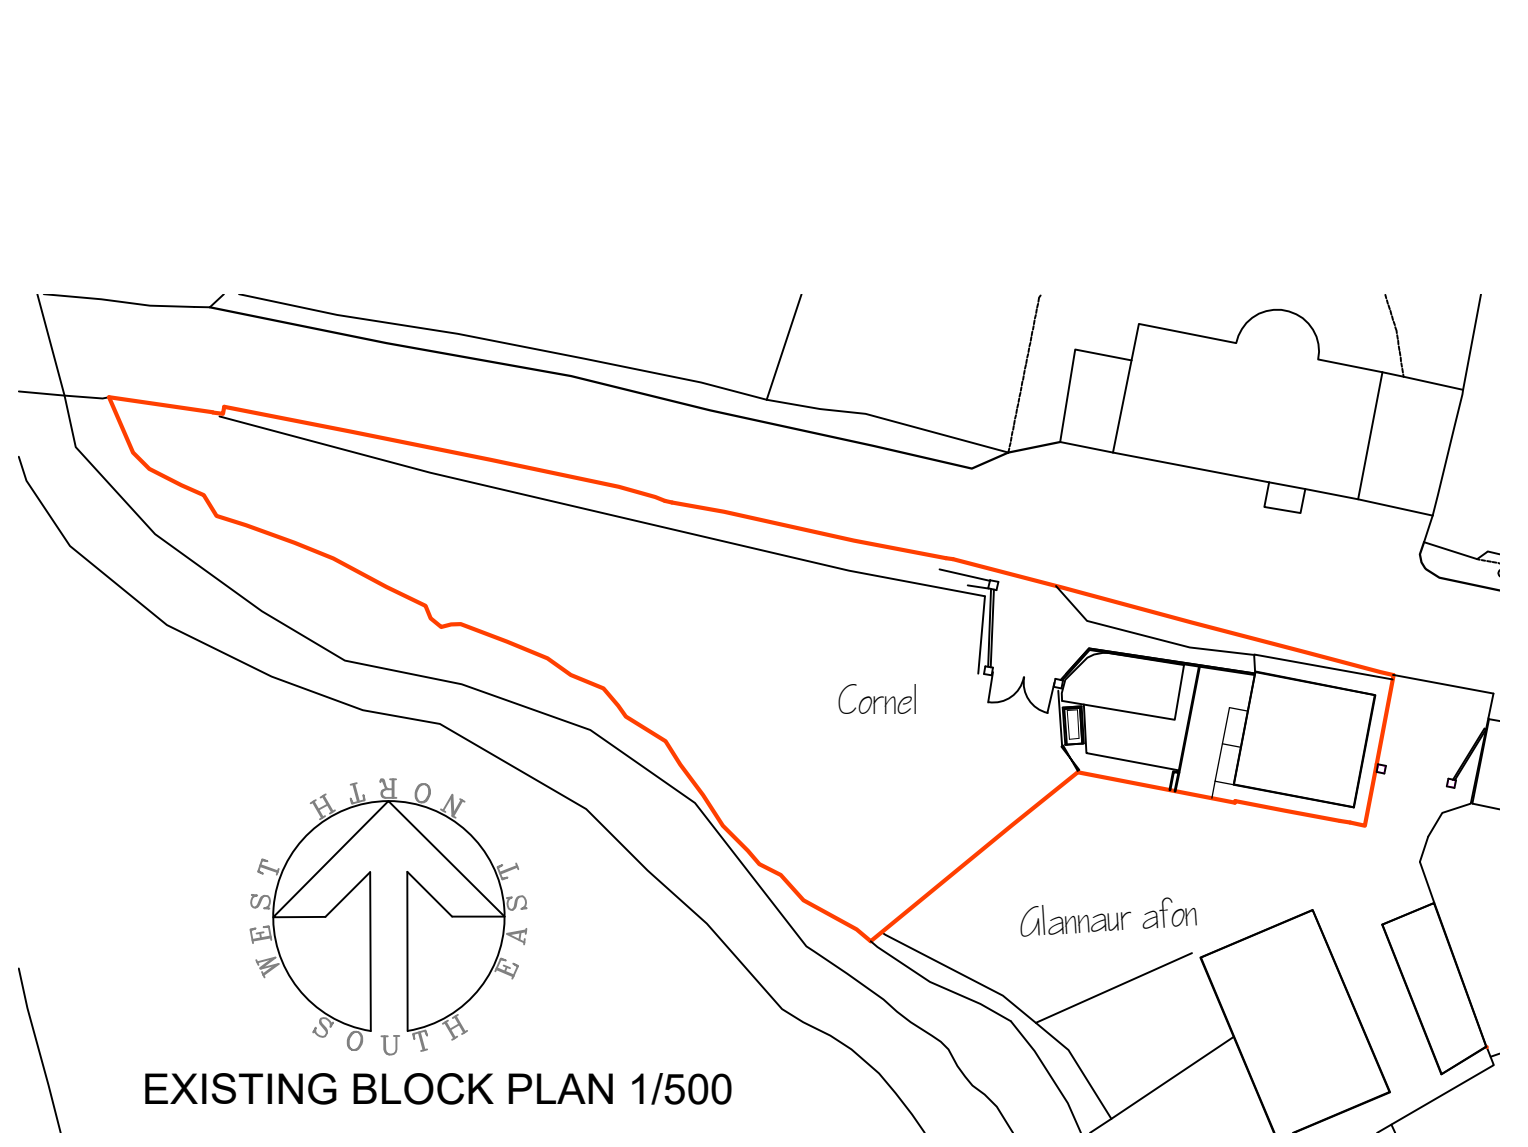 Cornel
NORTH
WEST
EAST
Glannaur afon
SOUTH
EXISTING BLOCK PLAN 1/500